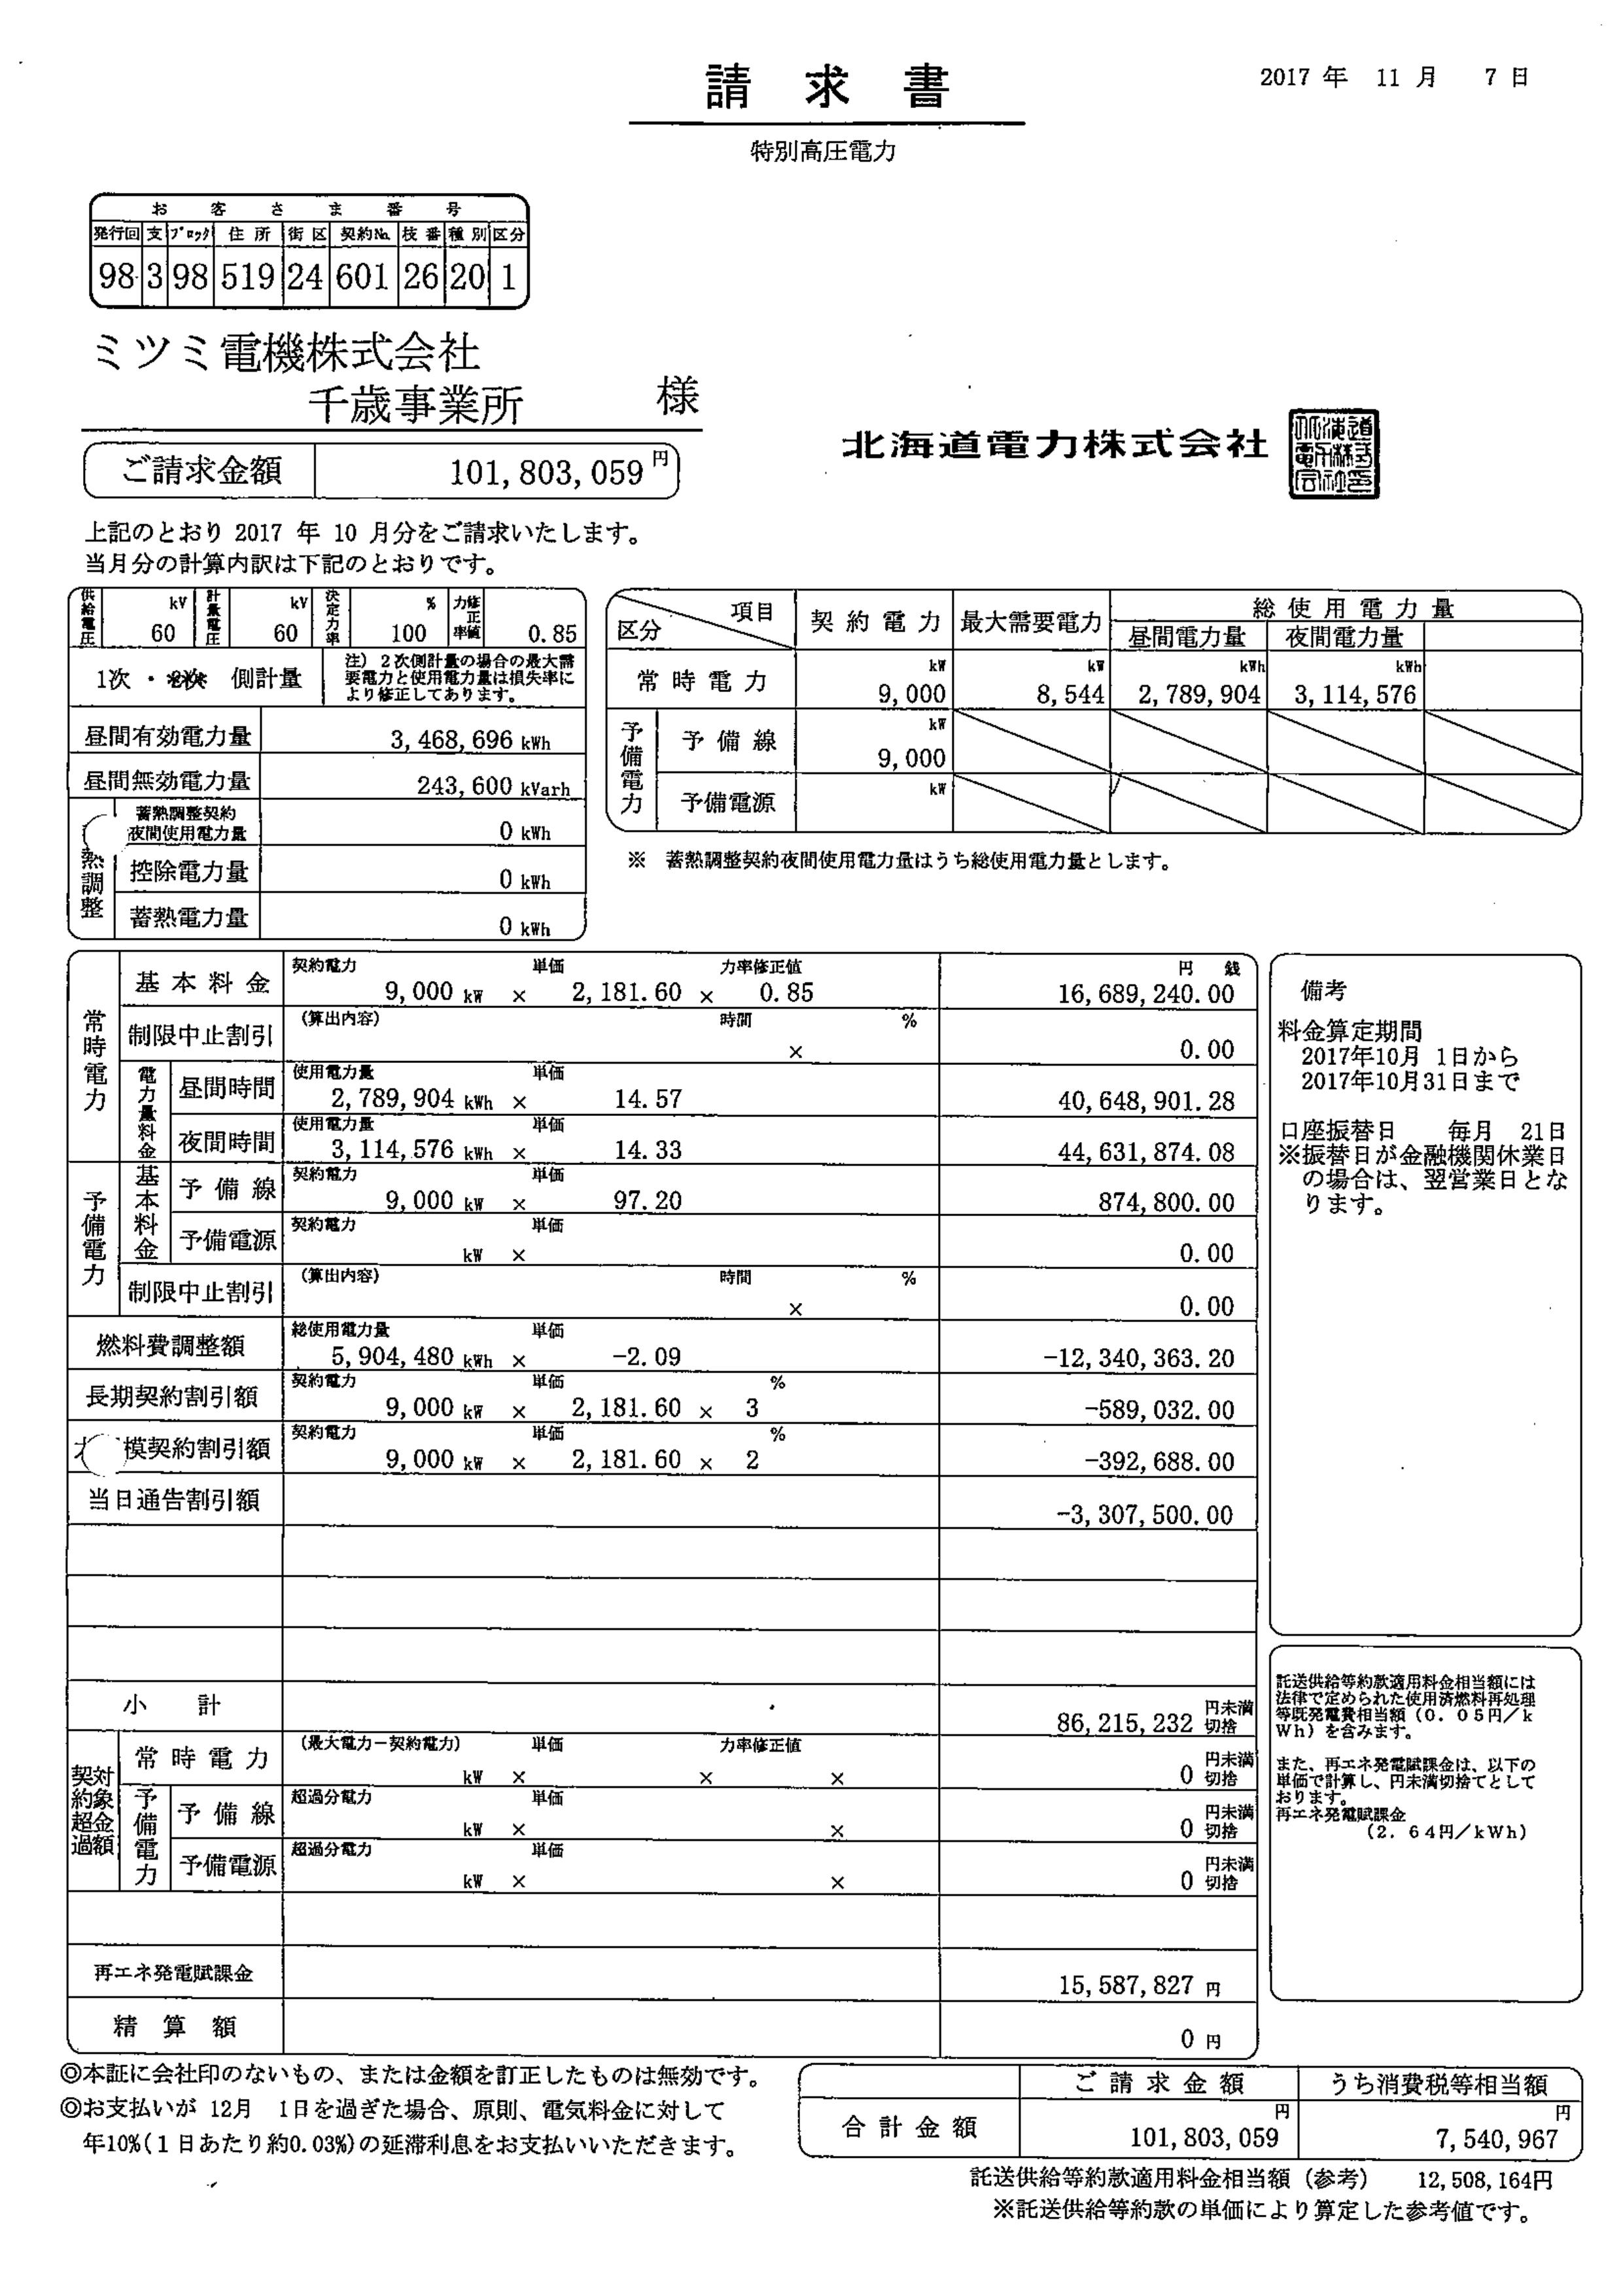 請求書
2017 年 11 月 7 日
特別高圧電力
お客さま番号
発行回 支 ブロック 住所 街区 契約No. 枝番 種別 区分
98 3 98 519 24 601 26 20 1
ミツミ電機株式会社
千歳事業所 様
北海道電力株式会社
ご請求金額 101,803,059 円
上記のとおり 2017 年 10 月分をご請求いたします。
当月分の計算内訳は下記のとおりです。
供給電圧 60 kV 計量電圧 60 kV 決定力率 100 % 力率修正値 0.85
1次・ 側計量 注）2次側計量の場合の最大需
要電力と使用電力量は損失率に
より修正してあります。
昼間有効電力量 3,468,696 kWh
昼間無効電力量 243,600 kVarh
熱調整
蓄熱調整契約
夜間使用電力量 0 kWh
控除電力量 0 kWh
蓄熱電力量 0 kWh
区分 項目 契約電力 最大需要電力 総使用電力量
昼間電力量 夜間電力量
常時電力 9,000 kW 8,544 kW 2,789,904 kWh 3,114,576 kWh
予備電力 予備線 9,000 kW
予備電源 kW
※ 蓄熱調整契約夜間使用電力量はうち総使用電力量とします。
常時電力
基本料金 契約電力 単価 力率修正値 円 銭
9,000 kW × 2,181.60 × 0.85 16,689,240.00
制限中止割引 (算出内容) 時間 %
× 0.00
電力量料金
昼間時間 使用電力量 単価
2,789,904 kWh × 14.57 40,648,901.28
夜間時間 使用電力量 単価
3,114,576 kWh × 14.33 44,631,874.08
予備電力
基本料金
予備線 契約電力 単価
9,000 kW × 97.20 874,800.00
予備電源 契約電力 単価
kW × 0.00
制限中止割引 (算出内容) 時間 %
× 0.00
燃料費調整額 総使用電力量 単価
5,904,480 kWh × -2.09 -12,340,363.20
長期契約割引額 契約電力 単価 %
9,000 kW × 2,181.60 × 3 -589,032.00
模契約割引額 契約電力 単価 %
9,000 kW × 2,181.60 × 2 -392,688.00
当日通告割引額 -3,307,500.00
小計 86,215,232 円未満切捨
契約超過対象金額
常時電力 (最大電力－契約電力) 単価 力率修正値
kW × × × 0 円未満切捨
予備電力
予備線 超過分電力 単価
kW × × 0 円未満切捨
予備電源 超過分電力 単価
kW × × 0 円未満切捨
再エネ発電賦課金 15,587,827 円
精算額 0 円
備考
料金算定期間
2017年10月 1日から
2017年10月31日まで
口座振替日 毎月 21日
※振替日が金融機関休業日
の場合は、翌営業日とな
ります。
託送供給等約款適用料金相当額には
法律で定められた使用済燃料再処理
等既発電費相当額（0．05円／k
Wh）を含みます。
また、再エネ発電賦課金は、以下の
単価で計算し、円未満切捨てとして
おります。
再エネ発電賦課金
（2．64円／kWh）
◎本証に会社印のないもの、または金額を訂正したものは無効です。
◎お支払いが 12月 1日を過ぎた場合、原則、電気料金に対して
年10%(1日あたり約0.03%)の延滞利息をお支払いいただきます。
ご請求金額 うち消費税等相当額
合計金額 101,803,059 円 7,540,967 円
託送供給等約款適用料金相当額（参考） 12,508,164円
※託送供給等約款の単価により算定した参考値です。